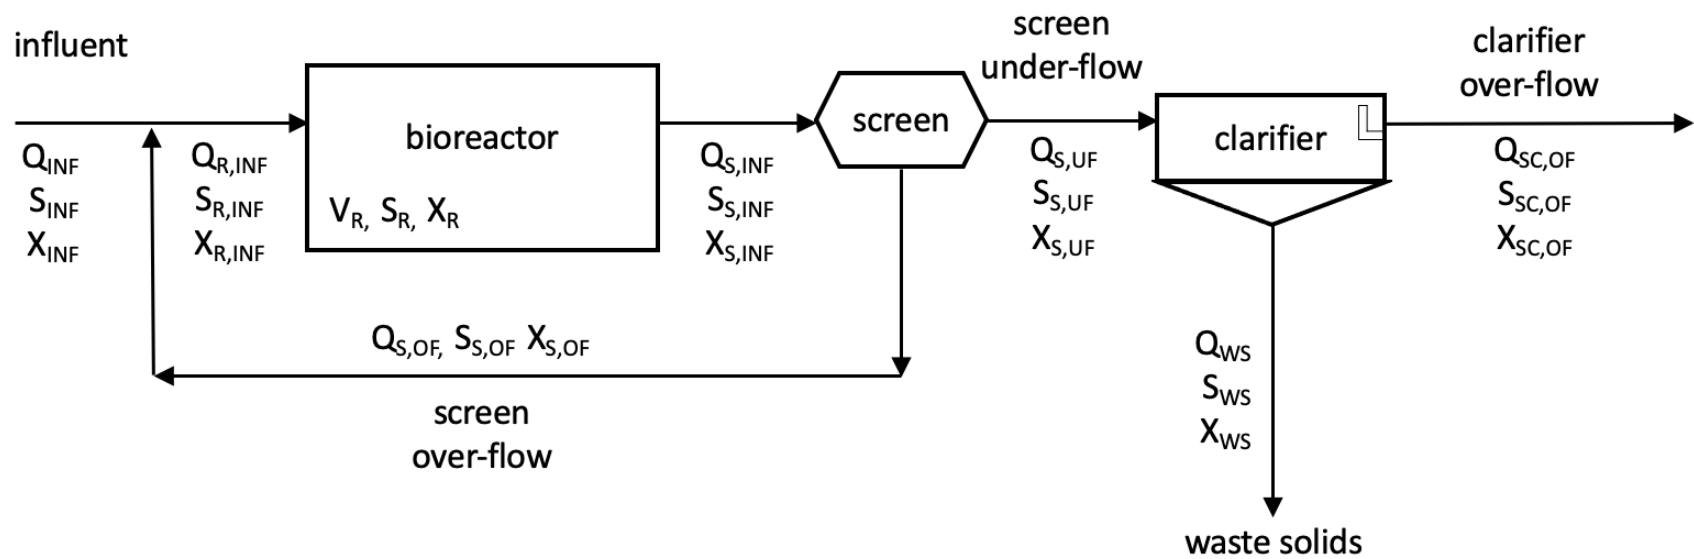 influent
Q_INF
S_INF
X_INF
Q_R,INF
S_R,INF
X_R,INF
bioreactor
V_R, S_R, X_R
Q_S,INF
S_S,INF
X_S,INF
screen
screen
under-flow
Q_S,UF
S_S,UF
X_S,UF
clarifier
clarifier
over-flow
Q_SC,OF
S_SC,OF
X_SC,OF
Q_S,OF, S_S,OF X_S,OF
screen
over-flow
Q_WS
S_WS
X_WS
waste solids